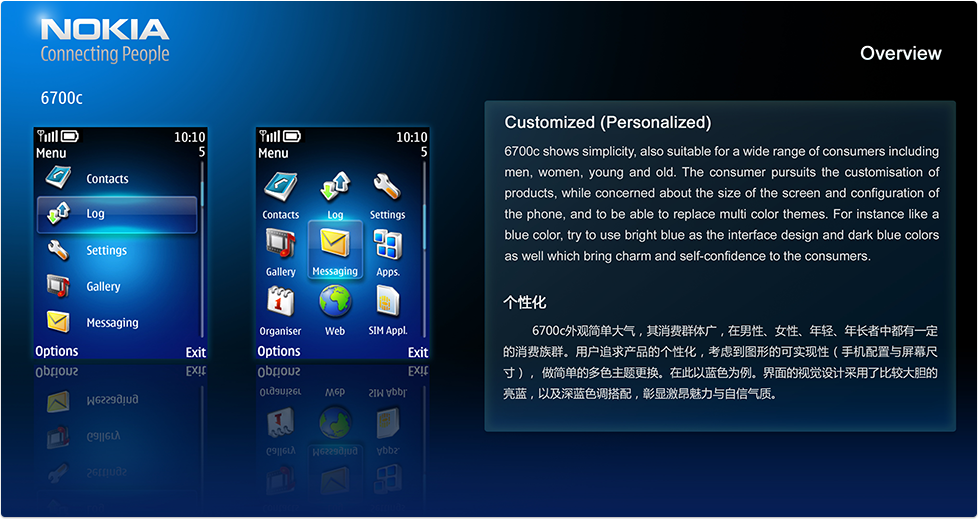 NOKIA
Connecting People
Overview
6700c
10:10
Menu
5
Contacts
Log
Settings
Gallery
Messaging
Options
Exit
10:10
Menu
5
Contacts
Log
Settings
Gallery
Messaging
Apps.
Organiser
Web
SIM Appl.
Options
Exit
Customized (Personalized)
6700c shows simplicity, also suitable for a wide range of consumers including
men, women, young and old. The consumer pursuits the customisation of
products, while concerned about the size of the screen and configuration of
the phone, and to be able to replace multi color themes. For instance like a
blue color, try to use bright blue as the interface design and dark blue colors
as well which bring charm and self-confidence to the consumers.
个性化
6700c外观简单大气，其消费群体广，在男性、女性、年轻、年长者中都有一定
的消费族群。用户追求产品的个性化，考虑到图形的可实现性（手机配置与屏幕尺
寸），做简单的多色主题更换。在此以蓝色为例。界面的视觉设计采用了比较大胆的
亮蓝，以及深蓝色调搭配，彰显激昂魅力与自信气质。